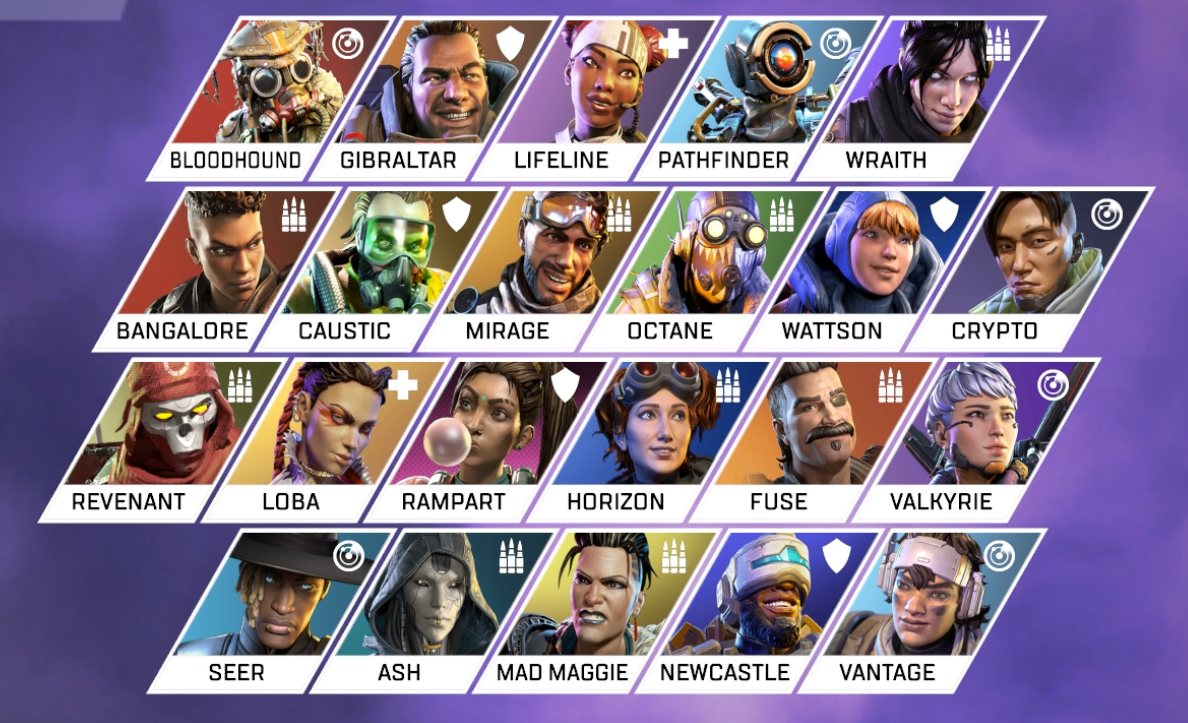 BLOODHOUND GIBRALTAR LIFELINE PATHFINDER WRAITH
BANGALORE CAUSTIC MIRAGE OCTANE WATTSON CRYPTO
REVENANT LOBA RAMPART HORIZON FUSE VALKYRIE
SEER ASH MAD MAGGIE NEWCASTLE VANTAGE